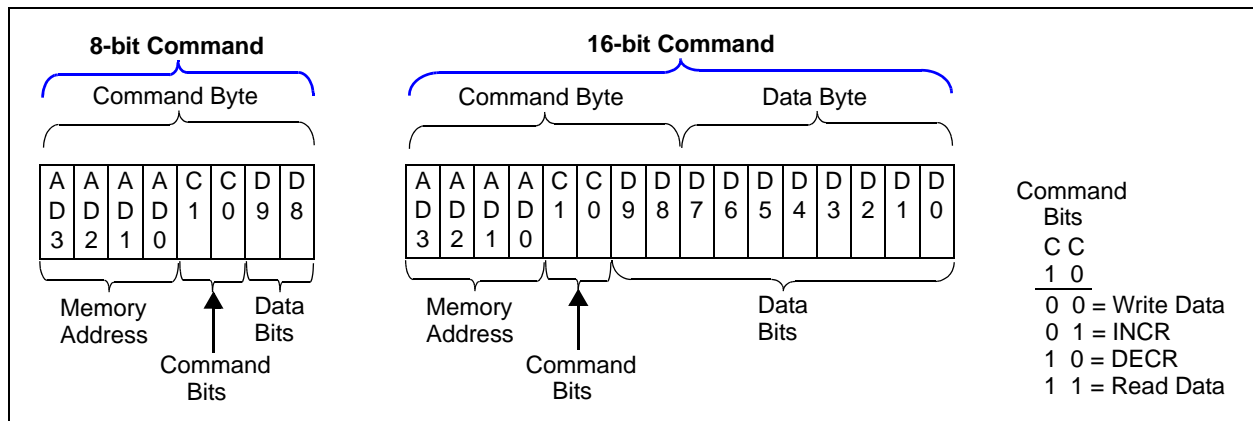 8-bit Command
16-bit Command
Command Byte
Command Byte
Data Byte
A A A A C C D D
D D D D 1 0 9 8
3 2 1 0
A A A A C C D D D D D D D D D D
D D D D 1 0 9 8 7 6 5 4 3 2 1 0
3 2 1 0
Memory
Address
Data
Bits
Command
Bits
Memory
Address
Data
Bits
Command
Bits
Command
Bits
C C
1 0
0 0 = Write Data
0 1 = INCR
1 0 = DECR
1 1 = Read Data